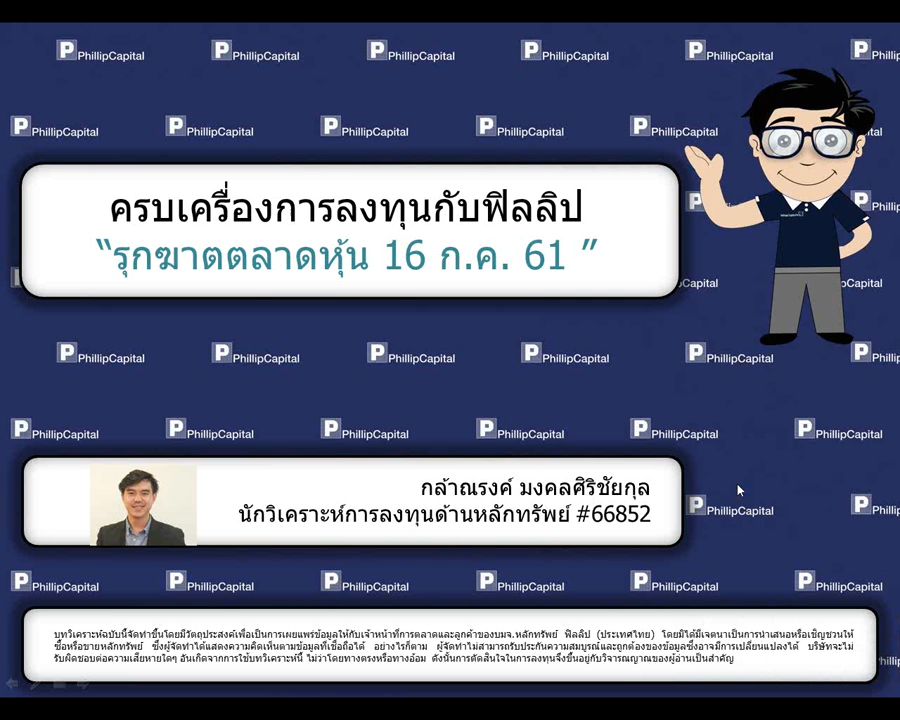 ครบเครื่องการลงทุนกับฟิลลิป
“รุกฆาตตลาดหุ้น 16 ก.ค. 61 ”
กล้าณรงค์ มงคลศิริชัยกุล
นักวิเคราะห์การลงทุนด้านหลักทรัพย์ #66852
บทวิเคราะห์ฉบับนี้จัดทำขึ้นโดยมีวัตถุประสงค์เพื่อเป็นการเผยแพร่ข้อมูลให้กับเจ้าหน้าที่การตลาดและลูกค้าของบมจ.หลักทรัพย์ ฟิลลิป (ประเทศไทย) โดยมิได้มีเจตนาเป็นการนำเสนอหรือเชิญชวนให้
ซื้อหรือขายหลักทรัพย์ ซึ่งผู้จัดทำได้แสดงความคิดเห็นตามข้อมูลที่เชื่อถือได้ อย่างไรก็ตาม ผู้จัดทำไม่สามารถรับประกันความสมบูรณ์และถูกต้องของข้อมูลซึ่งอาจมีการเปลี่ยนแปลงได้ บริษัทจะไม่
รับผิดชอบต่อความเสียหายใดๆ อันเกิดจากการใช้บทวิเคราะห์นี้ ไม่ว่าโดยทางตรงหรือทางอ้อม ดังนั้นการตัดสินใจในการลงทุนจึงขึ้นอยู่กับวิจารณญาณของผู้อ่านเป็นสำคัญ
PhillipCapital